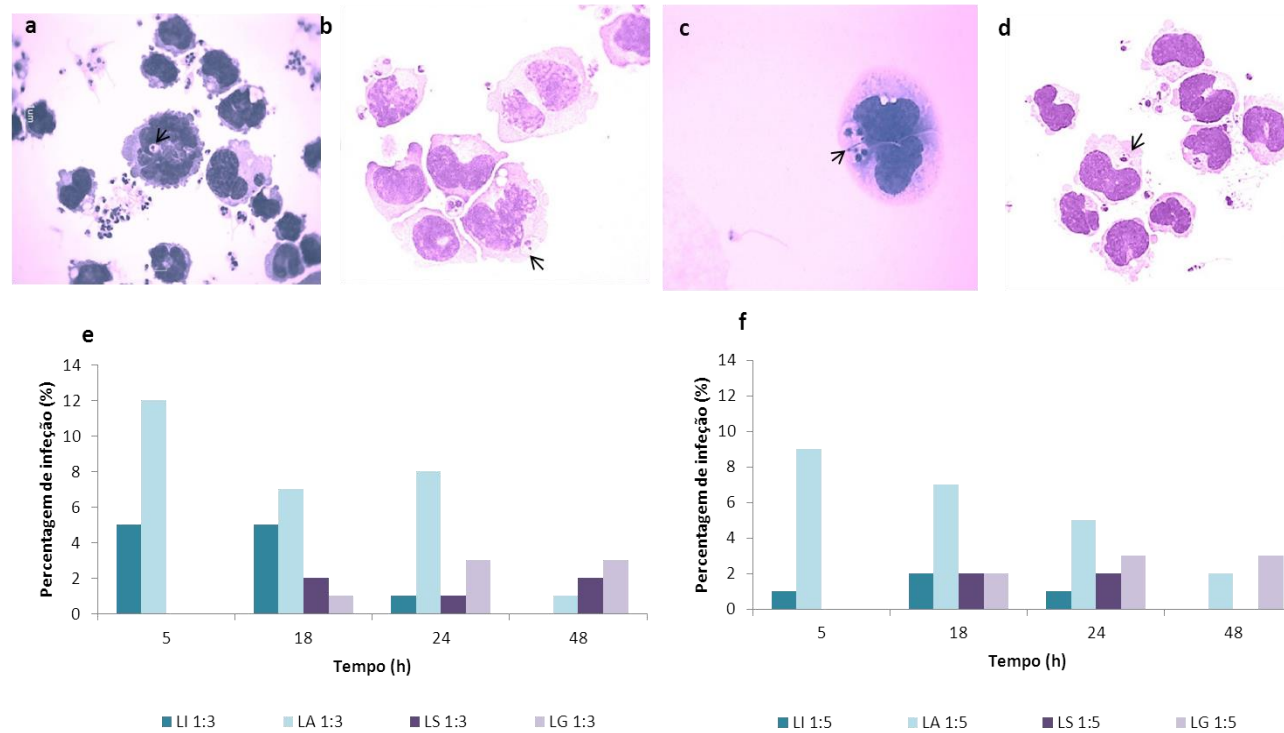 a
b
c
d
um
e
Percentagem de infeção (%)
14
12
10
8
6
4
2
0
5 18 24 48
Tempo (h)
LI 1:3 LA 1:3 LS 1:3 LG 1:3
f
Percentagem de infeção (%)
14
12
10
8
6
4
2
0
5 18 24 48
Tempo (h)
LI 1:5 LA 1:5 LS 1:5 LG 1:5